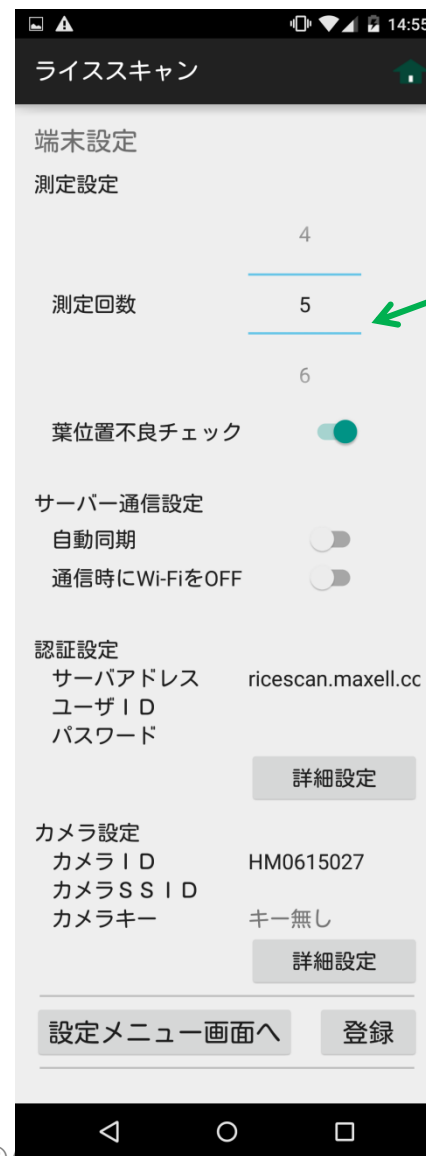 14:55
ライススキャン
端末設定
測定設定
4
測定回数 5
6
葉位置不良チェック
サーバー通信設定
自動同期
通信時にWi-FiをOFF
認証設定
サーバアドレス ricescan.maxell.cc
ユーザＩＤ
パスワード
詳細設定
カメラ設定
カメラＩＤ HM0615027
カメラＳＳＩＤ
カメラキー キー無し
詳細設定
設定メニュー画面へ 登録